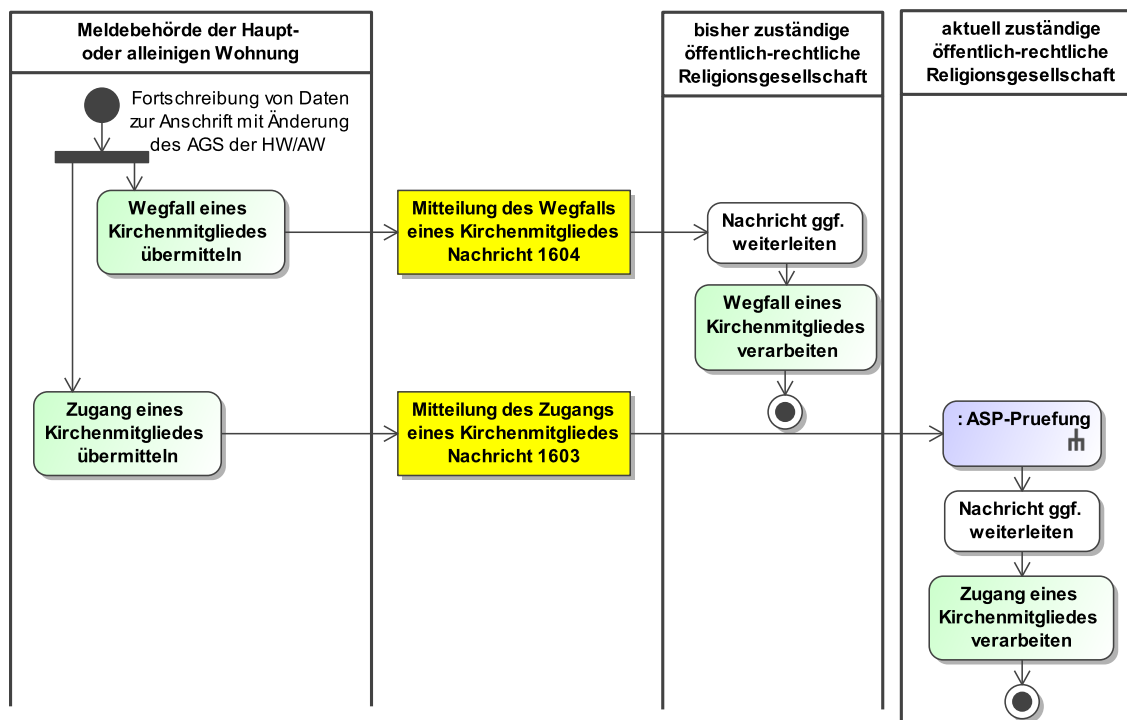 Meldebehörde der Haupt-
oder alleinigen Wohnung
bisher zuständige
öffentlich-rechtliche
Religionsgesellschaft
aktuell zuständige
öffentlich-rechtliche
Religionsgesellschaft
Fortschreibung von Daten
zur Anschrift mit Änderung
des AGS der HW/AW
Wegfall eines
Kirchenmitgliedes
übermitteln
Mitteilung des Wegfalls
eines Kirchenmitgliedes
Nachricht 1604
Nachricht ggf.
weiterleiten
Wegfall eines
Kirchenmitgliedes
verarbeiten
Zugang eines
Kirchenmitgliedes
übermitteln
Mitteilung des Zugangs
eines Kirchenmitgliedes
Nachricht 1603
: ASP-Pruefung
Nachricht ggf.
weiterleiten
Zugang eines
Kirchenmitgliedes
verarbeiten